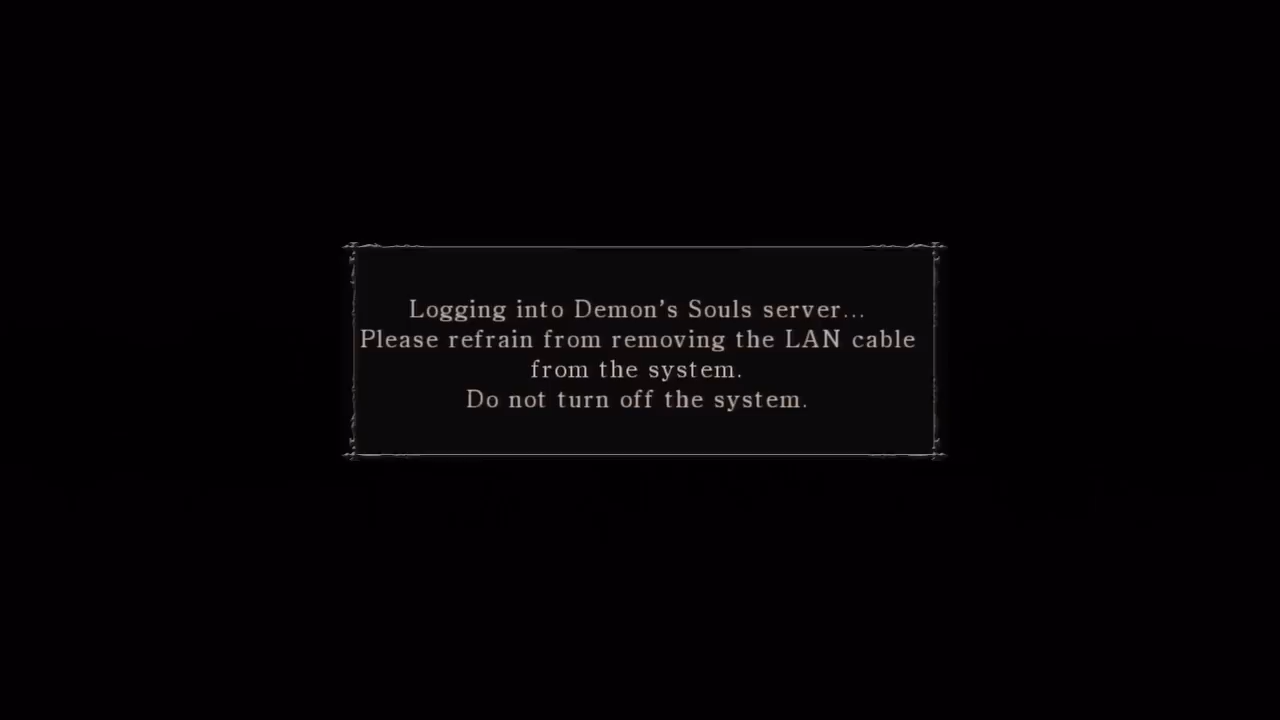 Logging into Demon's Souls server...
Please refrain from removing the LAN cable
from the system.
Do not turn off the system.